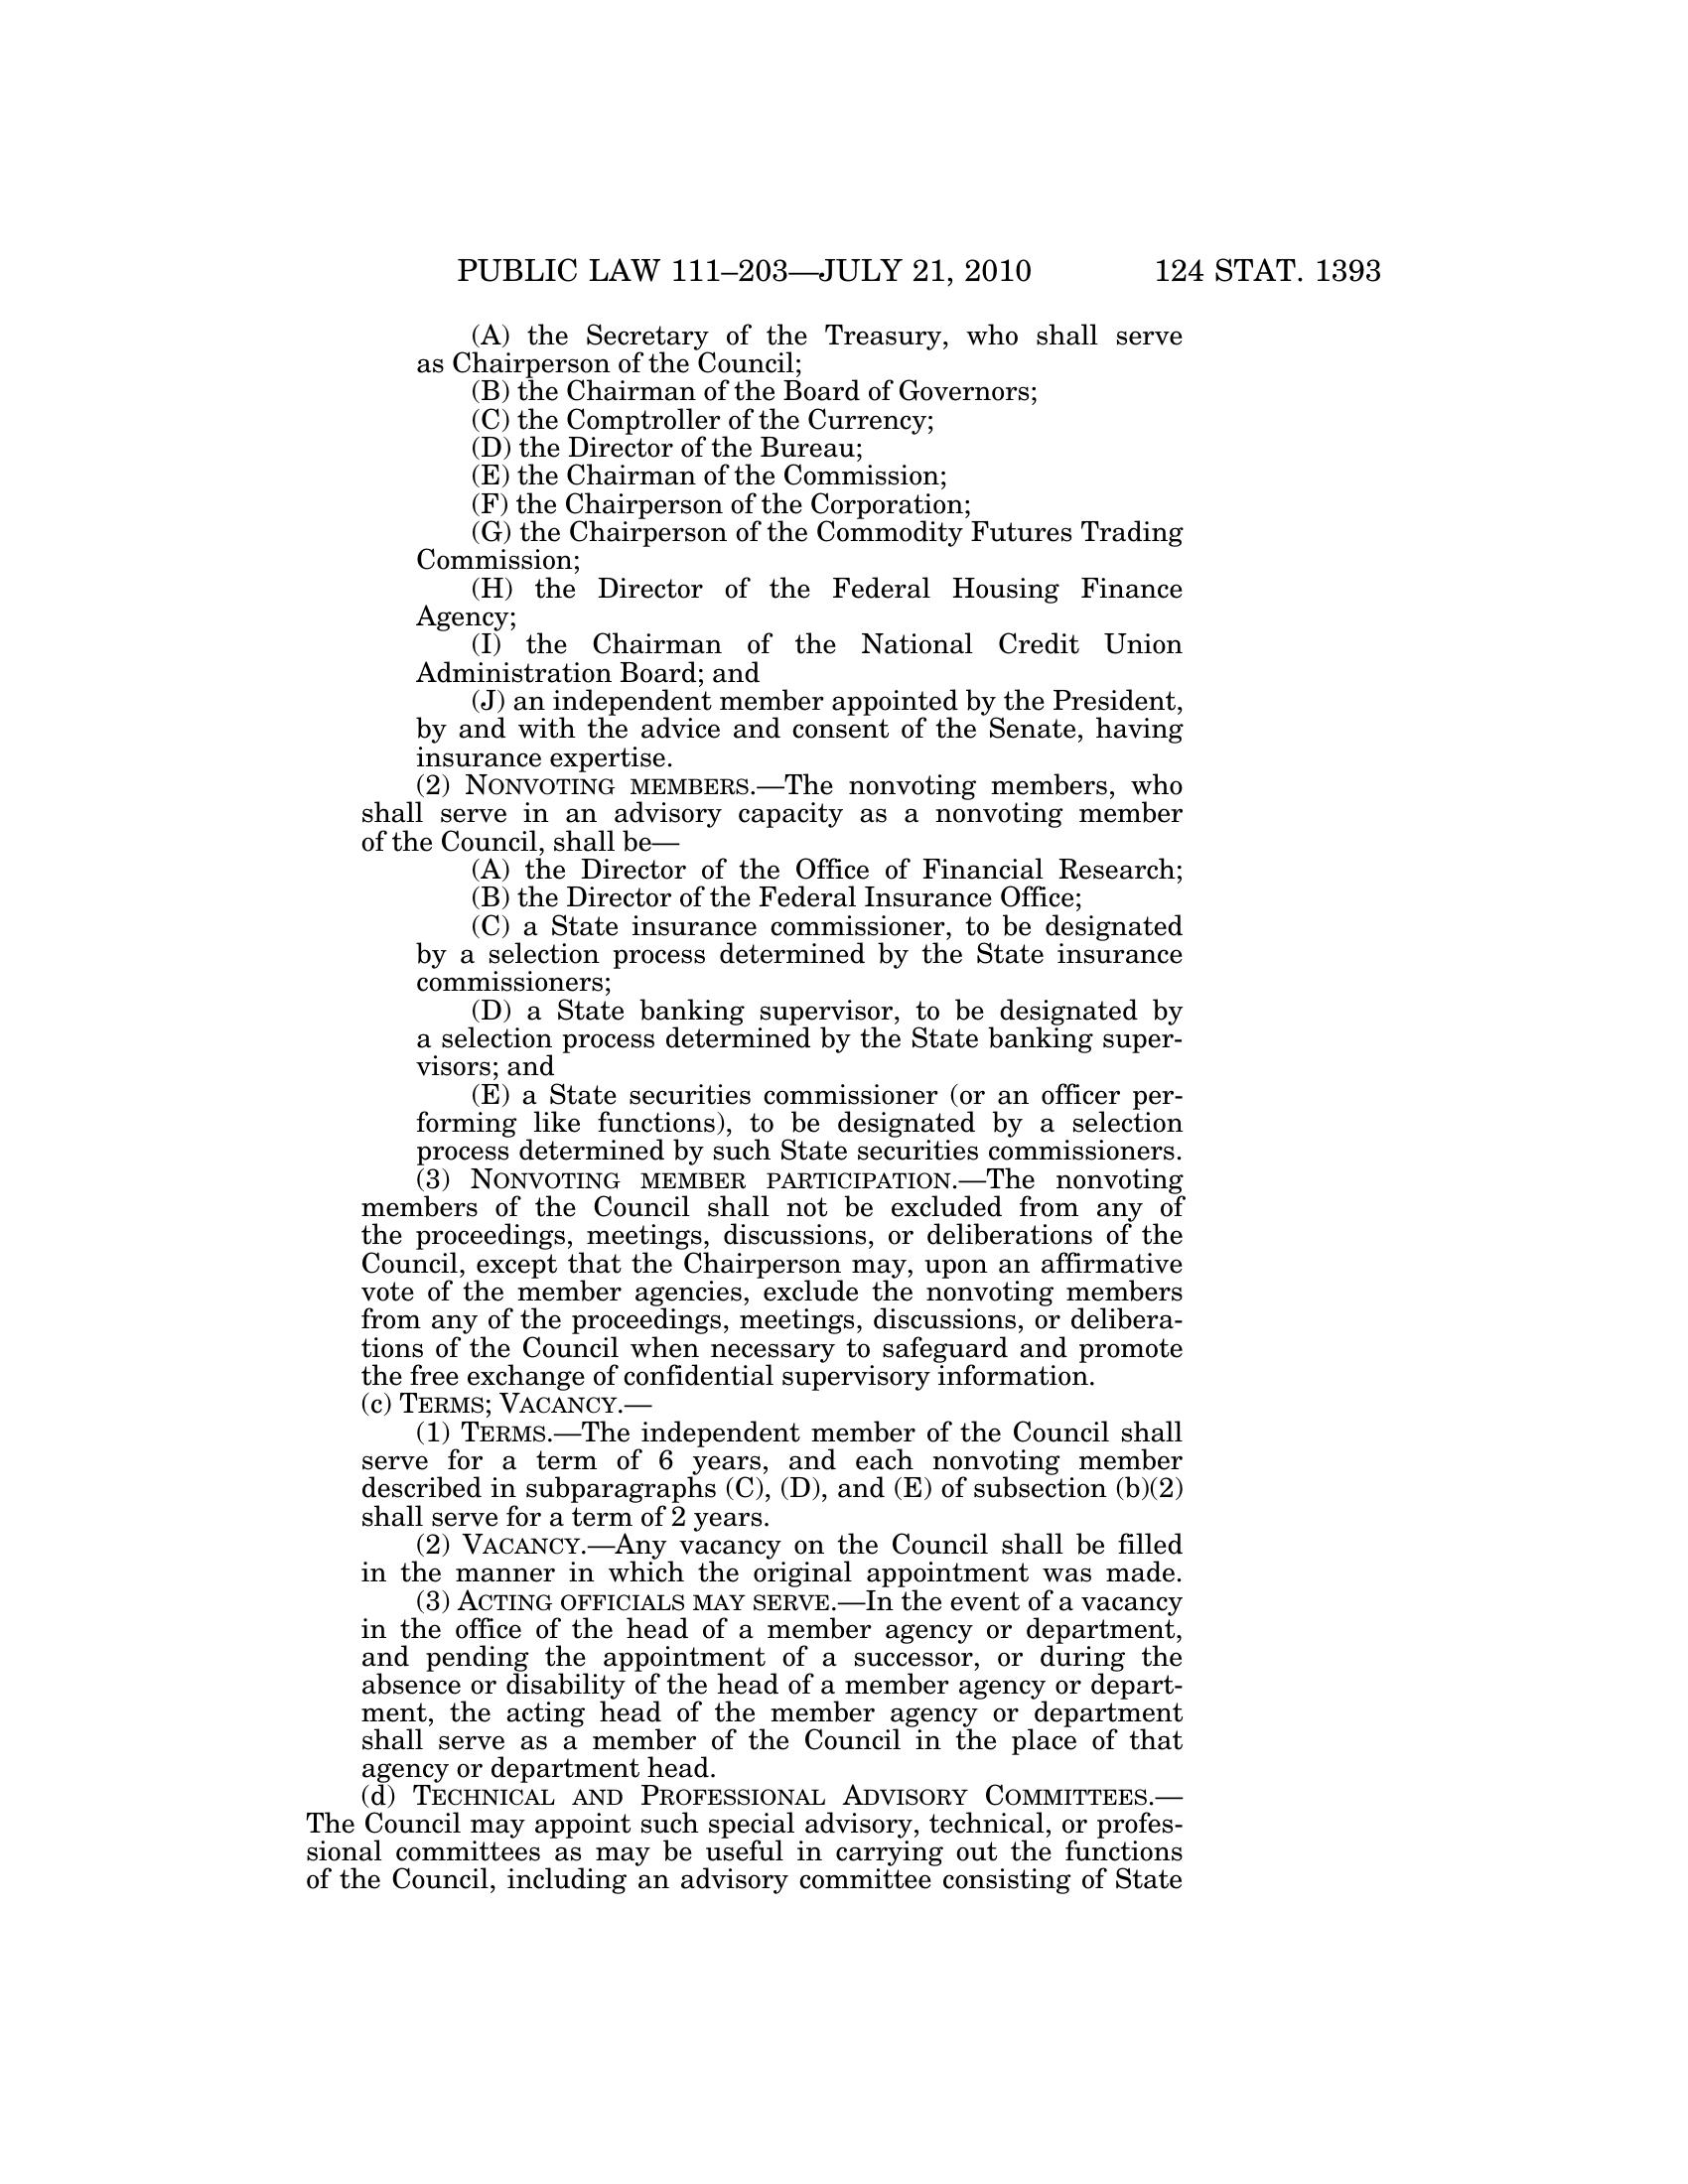 PUBLIC LAW 111–203—JULY 21, 2010 124 STAT. 1393
(A) the Secretary of the Treasury, who shall serve
as Chairperson of the Council;
(B) the Chairman of the Board of Governors;
(C) the Comptroller of the Currency;
(D) the Director of the Bureau;
(E) the Chairman of the Commission;
(F) the Chairperson of the Corporation;
(G) the Chairperson of the Commodity Futures Trading
Commission;
(H) the Director of the Federal Housing Finance
Agency;
(I) the Chairman of the National Credit Union
Administration Board; and
(J) an independent member appointed by the President,
by and with the advice and consent of the Senate, having
insurance expertise.
(2) NONVOTING MEMBERS.—The nonvoting members, who
shall serve in an advisory capacity as a nonvoting member
of the Council, shall be—
(A) the Director of the Office of Financial Research;
(B) the Director of the Federal Insurance Office;
(C) a State insurance commissioner, to be designated
by a selection process determined by the State insurance
commissioners;
(D) a State banking supervisor, to be designated by
a selection process determined by the State banking super-
visors; and
(E) a State securities commissioner (or an officer per-
forming like functions), to be designated by a selection
process determined by such State securities commissioners.
(3) NONVOTING MEMBER PARTICIPATION.—The nonvoting
members of the Council shall not be excluded from any of
the proceedings, meetings, discussions, or deliberations of the
Council, except that the Chairperson may, upon an affirmative
vote of the member agencies, exclude the nonvoting members
from any of the proceedings, meetings, discussions, or delibera-
tions of the Council when necessary to safeguard and promote
the free exchange of confidential supervisory information.
(c) TERMS; VACANCY.—
(1) TERMS.—The independent member of the Council shall
serve for a term of 6 years, and each nonvoting member
described in subparagraphs (C), (D), and (E) of subsection (b)(2)
shall serve for a term of 2 years.
(2) VACANCY.—Any vacancy on the Council shall be filled
in the manner in which the original appointment was made.
(3) ACTING OFFICIALS MAY SERVE.—In the event of a vacancy
in the office of the head of a member agency or department,
and pending the appointment of a successor, or during the
absence or disability of the head of a member agency or depart-
ment, the acting head of the member agency or department
shall serve as a member of the Council in the place of that
agency or department head.
(d) TECHNICAL AND PROFESSIONAL ADVISORY COMMITTEES.—
The Council may appoint such special advisory, technical, or profes-
sional committees as may be useful in carrying out the functions
of the Council, including an advisory committee consisting of State